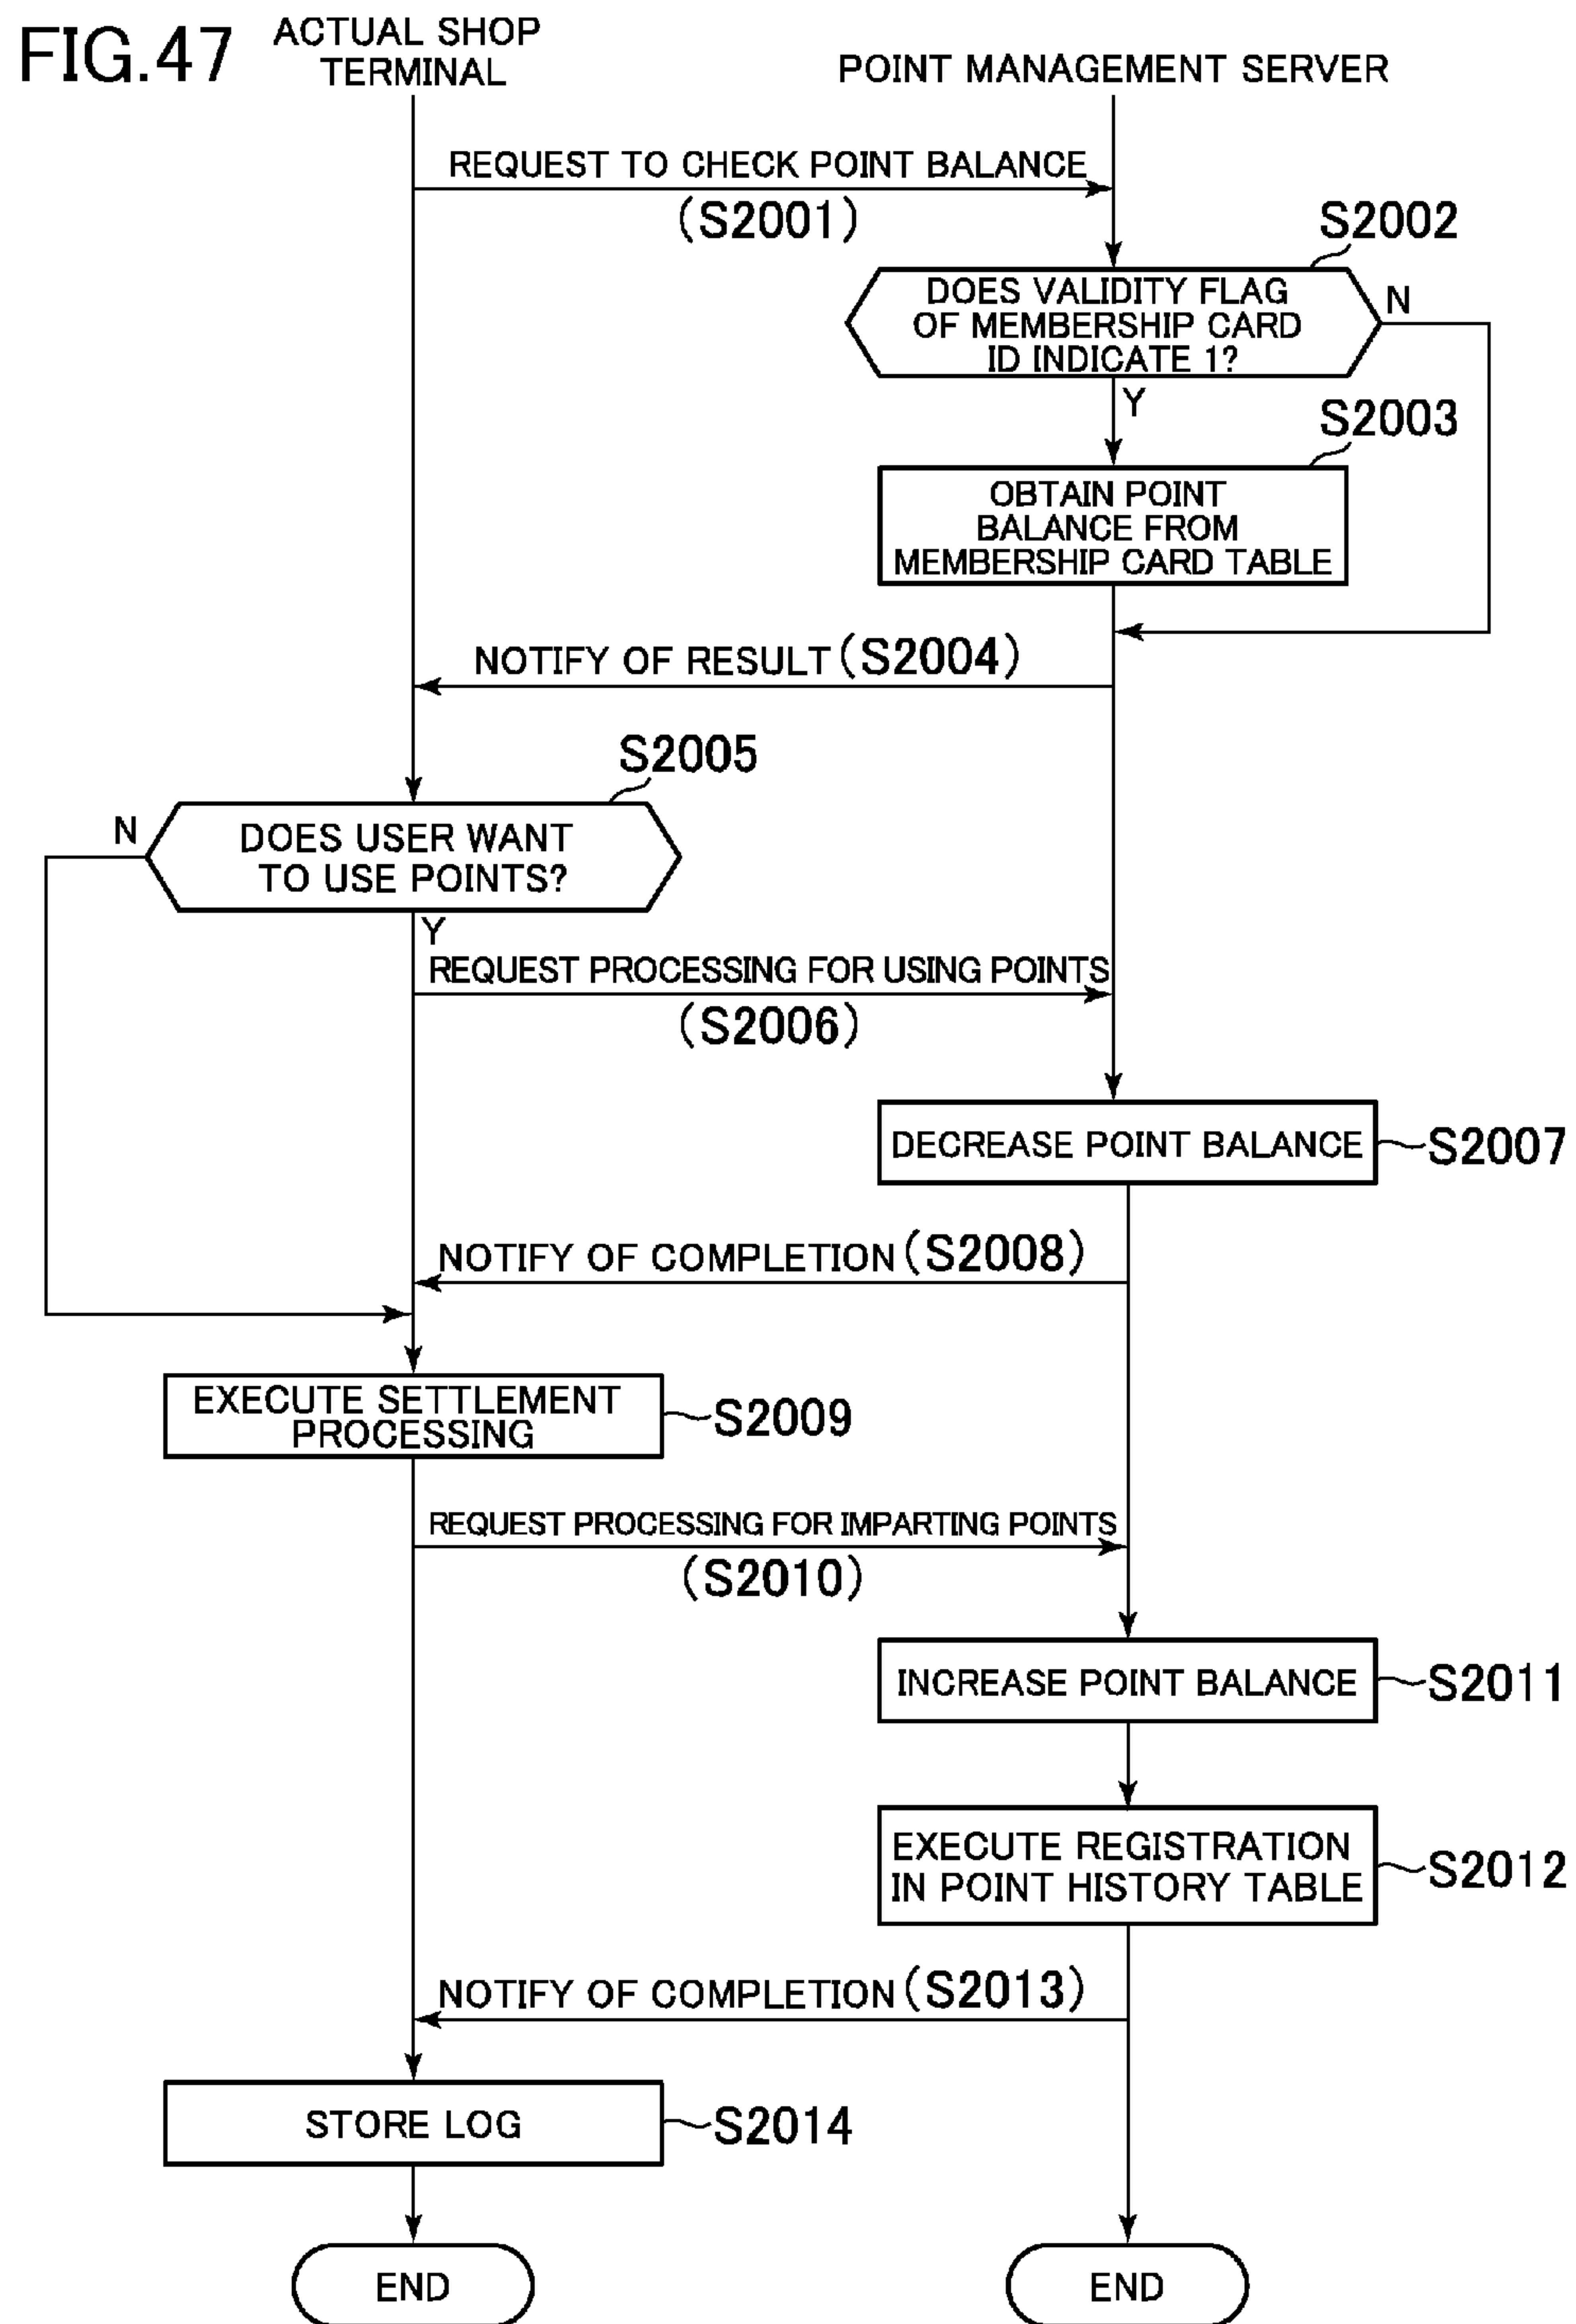 FIG.47
ACTUAL SHOP
TERMINAL
POINT MANAGEMENT SERVER
REQUEST TO CHECK POINT BALANCE
(S2001)
S2002
DOES VALIDITY FLAG
OF MEMBERSHIP CARD
ID INDICATE 1?
N
Y
S2003
OBTAIN POINT
BALANCE FROM
MEMBERSHIP CARD TABLE
NOTIFY OF RESULT (S2004)
S2005
N
DOES USER WANT
TO USE POINTS?
Y
REQUEST PROCESSING FOR USING POINTS
(S2006)
DECREASE POINT BALANCE
S2007
NOTIFY OF COMPLETION (S2008)
EXECUTE SETTLEMENT
PROCESSING
S2009
REQUEST PROCESSING FOR IMPARTING POINTS
(S2010)
INCREASE POINT BALANCE
S2011
EXECUTE REGISTRATION
IN POINT HISTORY TABLE
S2012
NOTIFY OF COMPLETION (S2013)
STORE LOG
S2014
END
END